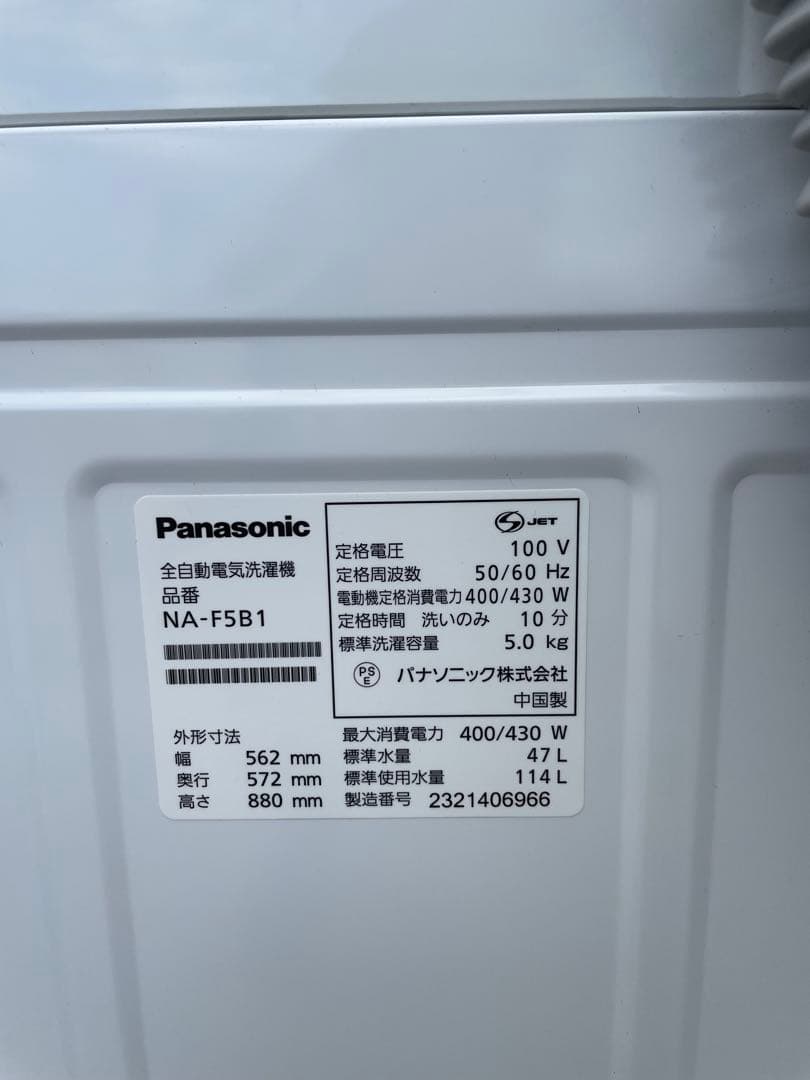 Panasonic
全自動電気洗濯機
品番
NA-F5B1
外形寸法
幅 562 mm
奥行 572 mm
高さ 880 mm
S JET
定格電圧 100 V
定格周波数 50/60 Hz
電動機定格消費電力 400/430 W
定格時間 洗いのみ 10 分
標準洗濯容量 5.0 kg
PS
E
パナソニック株式会社
中国製
最大消費電力 400/430 W
標準水量 47 L
標準使用水量 114 L
製造番号 2321406966